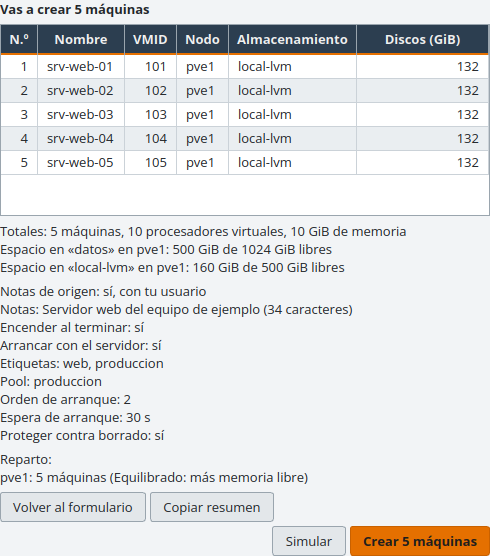 Vas a crear 5 máquinas
N.º Nombre VMID Nodo Almacenamiento Discos (GiB)
1 srv-web-01 101 pve1 local-lvm 132
2 srv-web-02 102 pve1 local-lvm 132
3 srv-web-03 103 pve1 local-lvm 132
4 srv-web-04 104 pve1 local-lvm 132
5 srv-web-05 105 pve1 local-lvm 132
Totales: 5 máquinas, 10 procesadores virtuales, 10 GiB de memoria
Espacio en «datos» en pve1: 500 GiB de 1024 GiB libres
Espacio en «local-lvm» en pve1: 160 GiB de 500 GiB libres
Notas de origen: sí, con tu usuario
Notas: Servidor web del equipo de ejemplo (34 caracteres)
Encender al terminar: sí
Arrancar con el servidor: sí
Etiquetas: web, produccion
Pool: produccion
Orden de arranque: 2
Espera de arranque: 30 s
Proteger contra borrado: sí
Reparto:
pve1: 5 máquinas (Equilibrado: más memoria libre)
Volver al formulario Copiar resumen
Simular Crear 5 máquinas